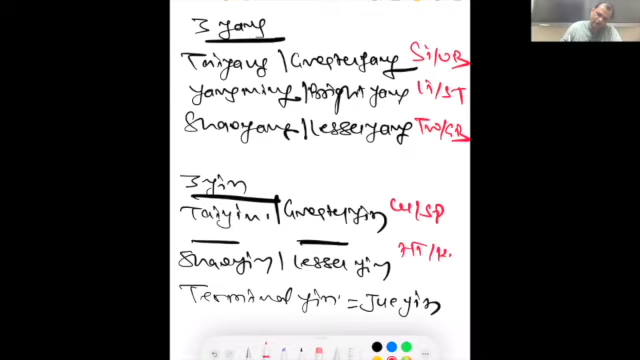 3 yang
Taiyang / Greateryang SI/UB
Yangming / Bright yang LI/ST
Shaoyang / Lesseryang TW/GB
3 yin
Taiyin / Greateryin LU/SP
Shaoyin / Lesser yin HT/
Terminal yin = Jueyin